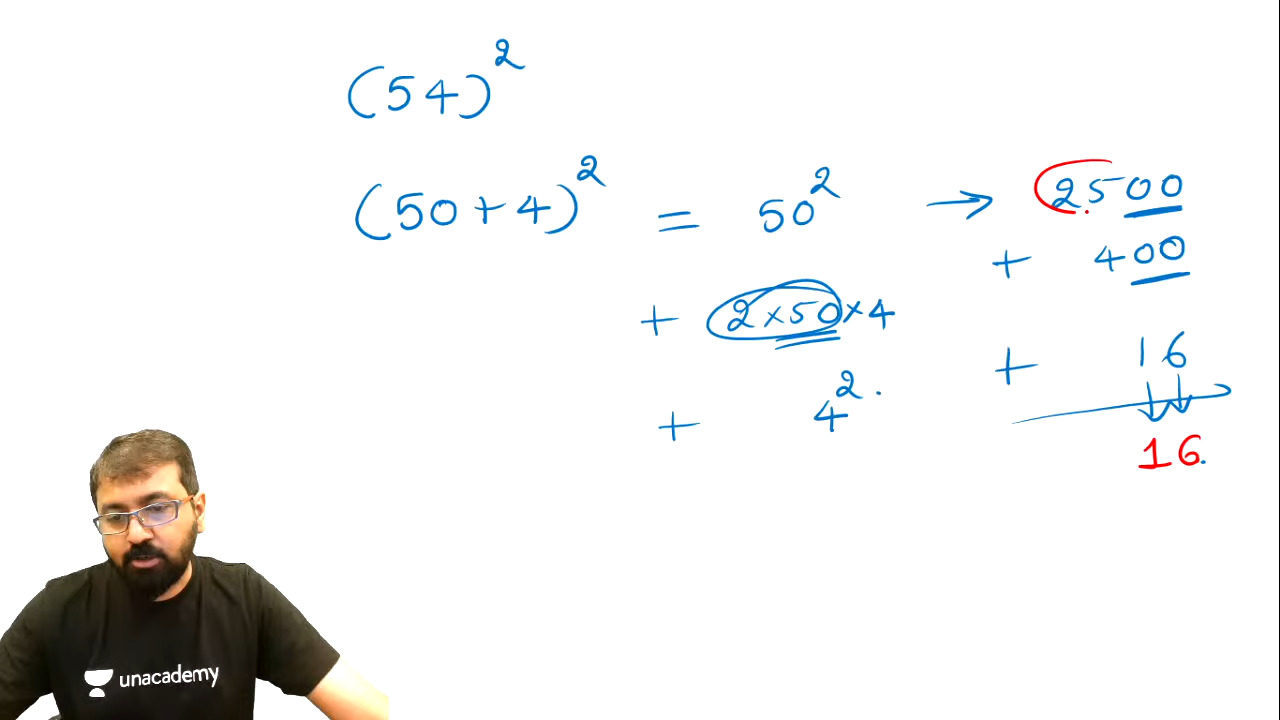 (54)²
(50+4)² = 50² → 2500
+ 2×50×4 + 400
+ 4². + 16
16.
unacademy